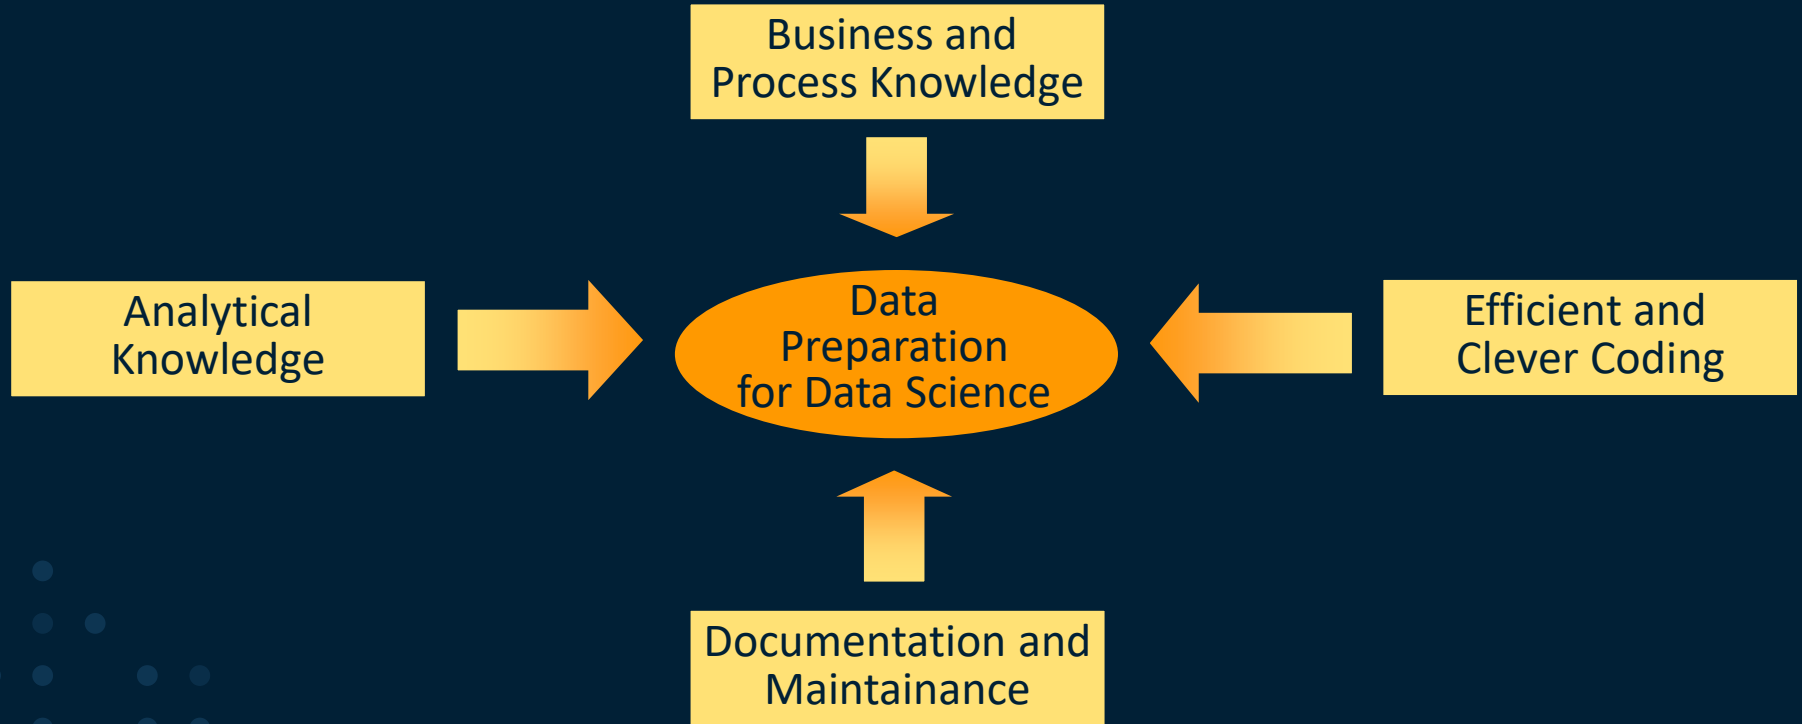 Business and
Process Knowledge
Analytical
Knowledge
Data
Preparation
for Data Science
Efficient and
Clever Coding
Documentation and
Maintainance